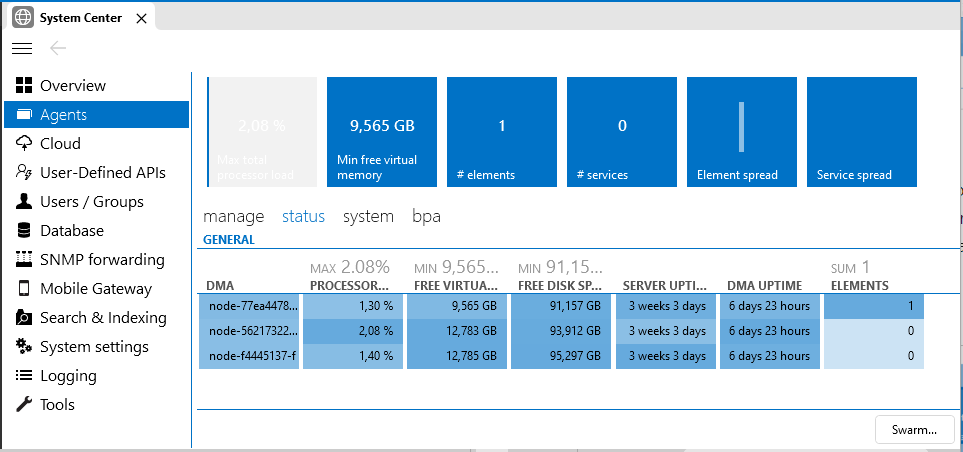 System Center
Overview
Agents
Cloud
User-Defined APIs
Users / Groups
Database
SNMP forwarding
Mobile Gateway
Search & Indexing
System settings
Logging
Tools
2,08 %
Max total
processor load
9,565 GB
Min free virtual
memory
1
# elements
0
# services
Element spread
Service spread
manage status system bpa
GENERAL
MAX 2.08% MIN 9,565... MIN 91,15... SUM 1
DMA PROCESSOR... FREE VIRTUA... FREE DISK SP... SERVER UPTI... DMA UPTIME ELEMENTS
node-77ea4478... 1,30 % 9,565 GB 91,157 GB 3 weeks 3 days 6 days 23 hours 1
node-56217322... 2,08 % 12,783 GB 93,912 GB 3 weeks 3 days 6 days 23 hours 0
node-f4445137-f 1,40 % 12,785 GB 95,297 GB 3 weeks 3 days 6 days 23 hours 0
Swarm...